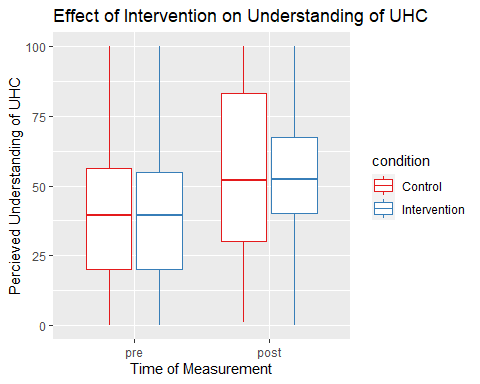 Effect of Intervention on Understanding of UHC
Percieved Understanding of UHC
100
75
50
25
0
pre
post
Time of Measurement
condition
Control
Intervention